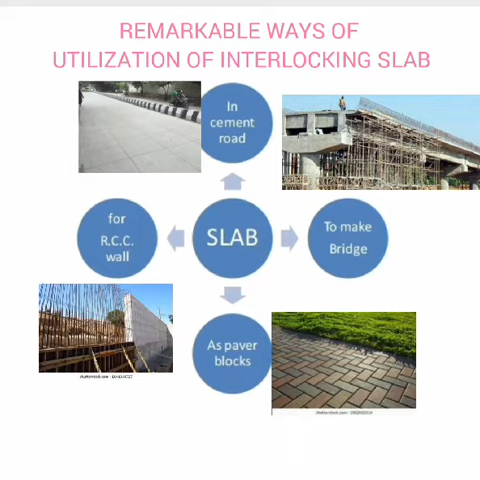 REMARKABLE WAYS OF
UTILIZATION OF INTERLOCKING SLAB
In
cement
road
for
R.C.C.
wall
SLAB
To make
Bridge
As paver
blocks